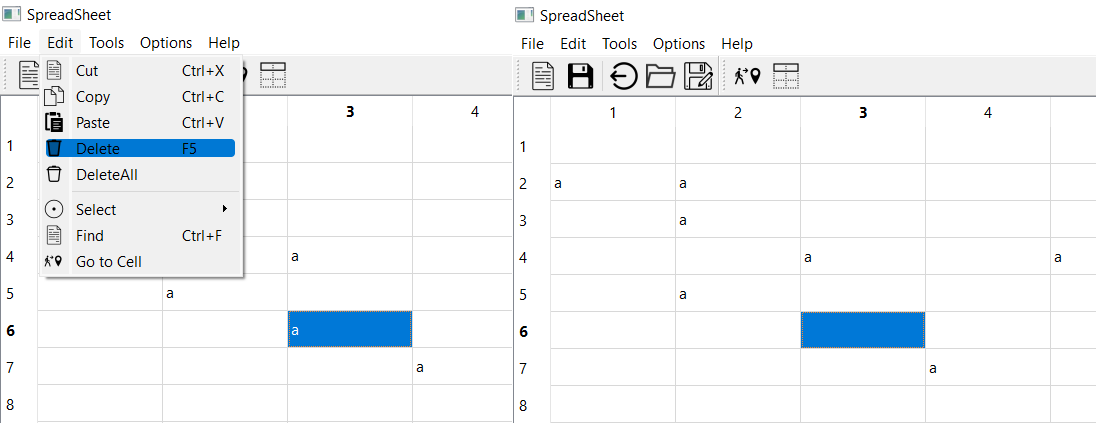 SpreadSheet
File Edit Tools Options Help
Cut Ctrl+X
Copy Ctrl+C
Paste Ctrl+V
Delete F5
DeleteAll
Select
Find Ctrl+F
Go to Cell
3 4
1
2
3
4 a
5 a
6 a
7 a
8
SpreadSheet
File Edit Tools Options Help
1 2 3 4
1
2 a a
3 a
4 a a
5 a
6
7 a
8